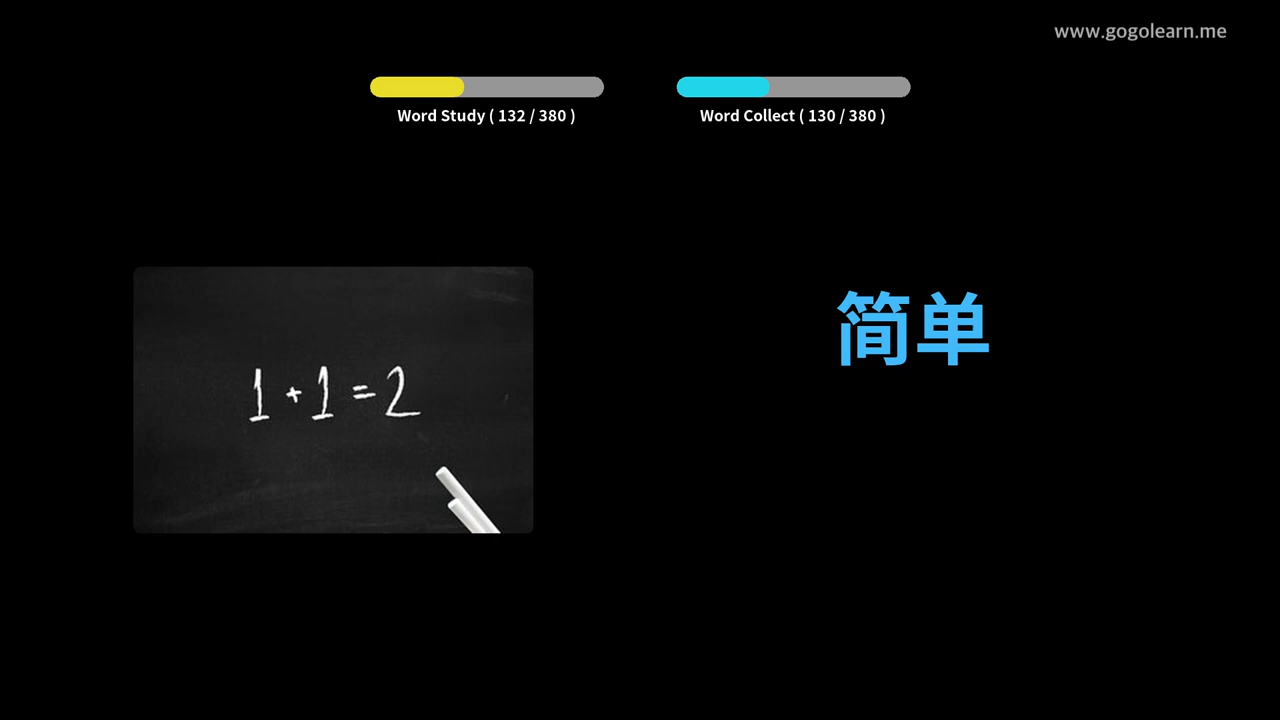 www.gogolearn.me
Word Study ( 132 / 380 )
Word Collect ( 130 / 380 )
简单
1 + 1 = 2